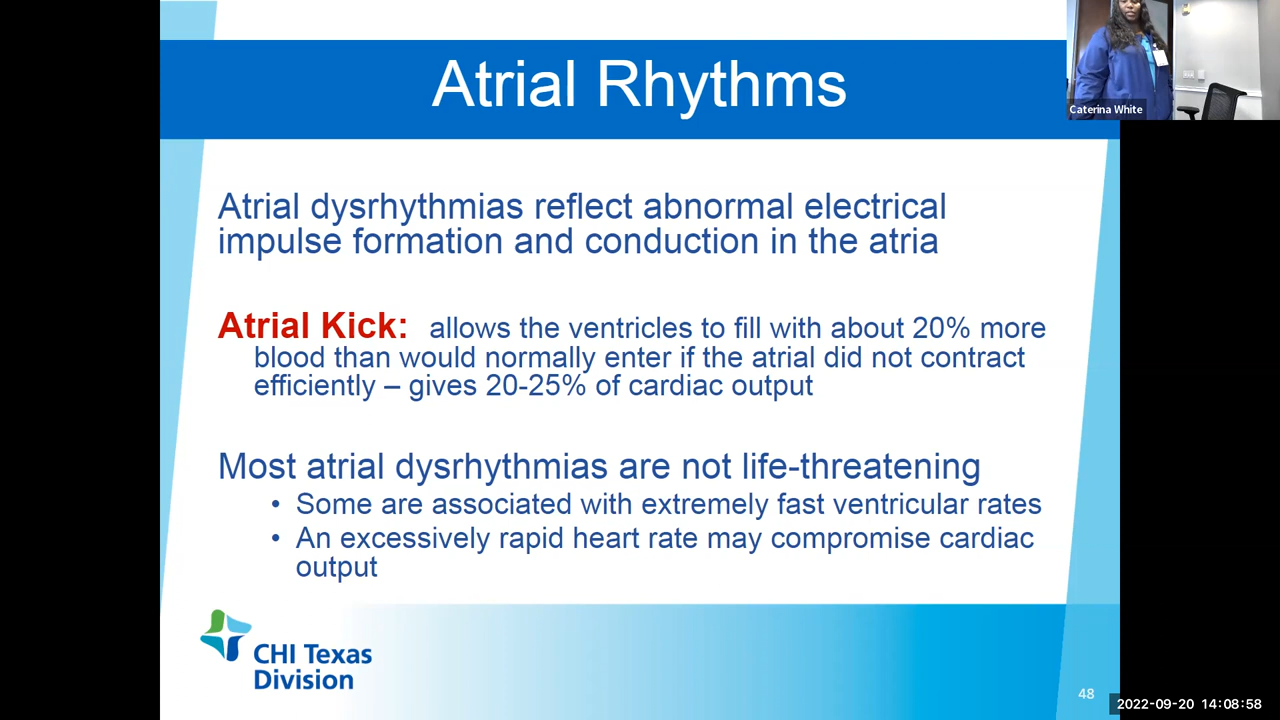 Atrial Rhythms
Caterina White
Atrial dysrhythmias reflect abnormal electrical
impulse formation and conduction in the atria
Atrial Kick: allows the ventricles to fill with about 20% more
blood than would normally enter if the atrial did not contract
efficiently – gives 20-25% of cardiac output
Most atrial dysrhythmias are not life-threatening
• Some are associated with extremely fast ventricular rates
• An excessively rapid heart rate may compromise cardiac
output
CHI Texas
Division
48
2022-09-20 14:08:58